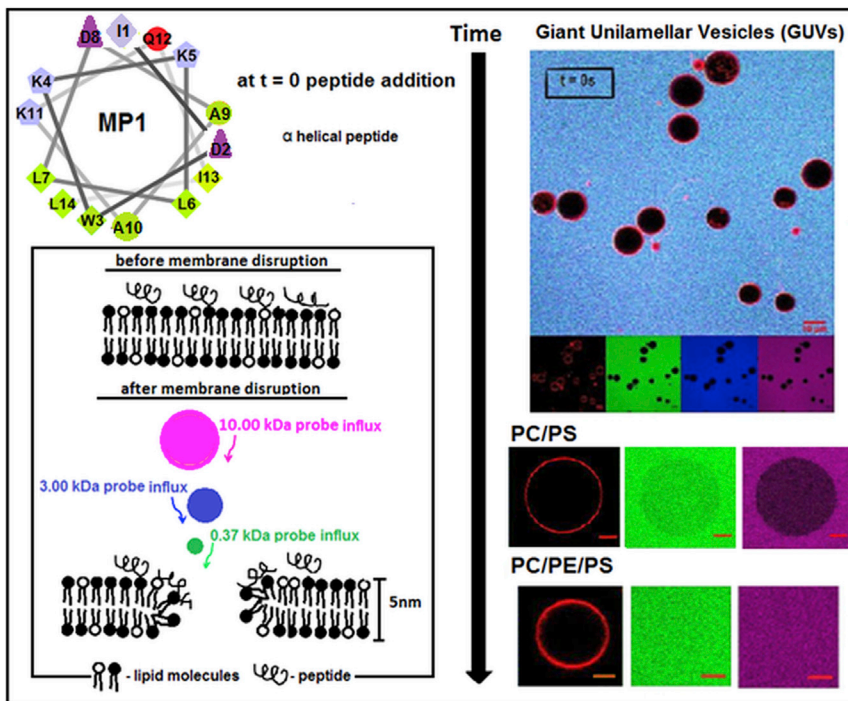 D8
I1
Q12
K5
K4
K11
MP1
A9
D2
L7
I13
L14
L6
W3
A10
at t = 0 peptide addition
α helical peptide
before membrane disruption
after membrane disruption
10.00 kDa probe influx
3.00 kDa probe influx
0.37 kDa probe influx
5nm
- lipid molecules
- peptide
Time
Giant Unilamellar Vesicles (GUVs)
t = 0s
PC/PS
PC/PE/PS